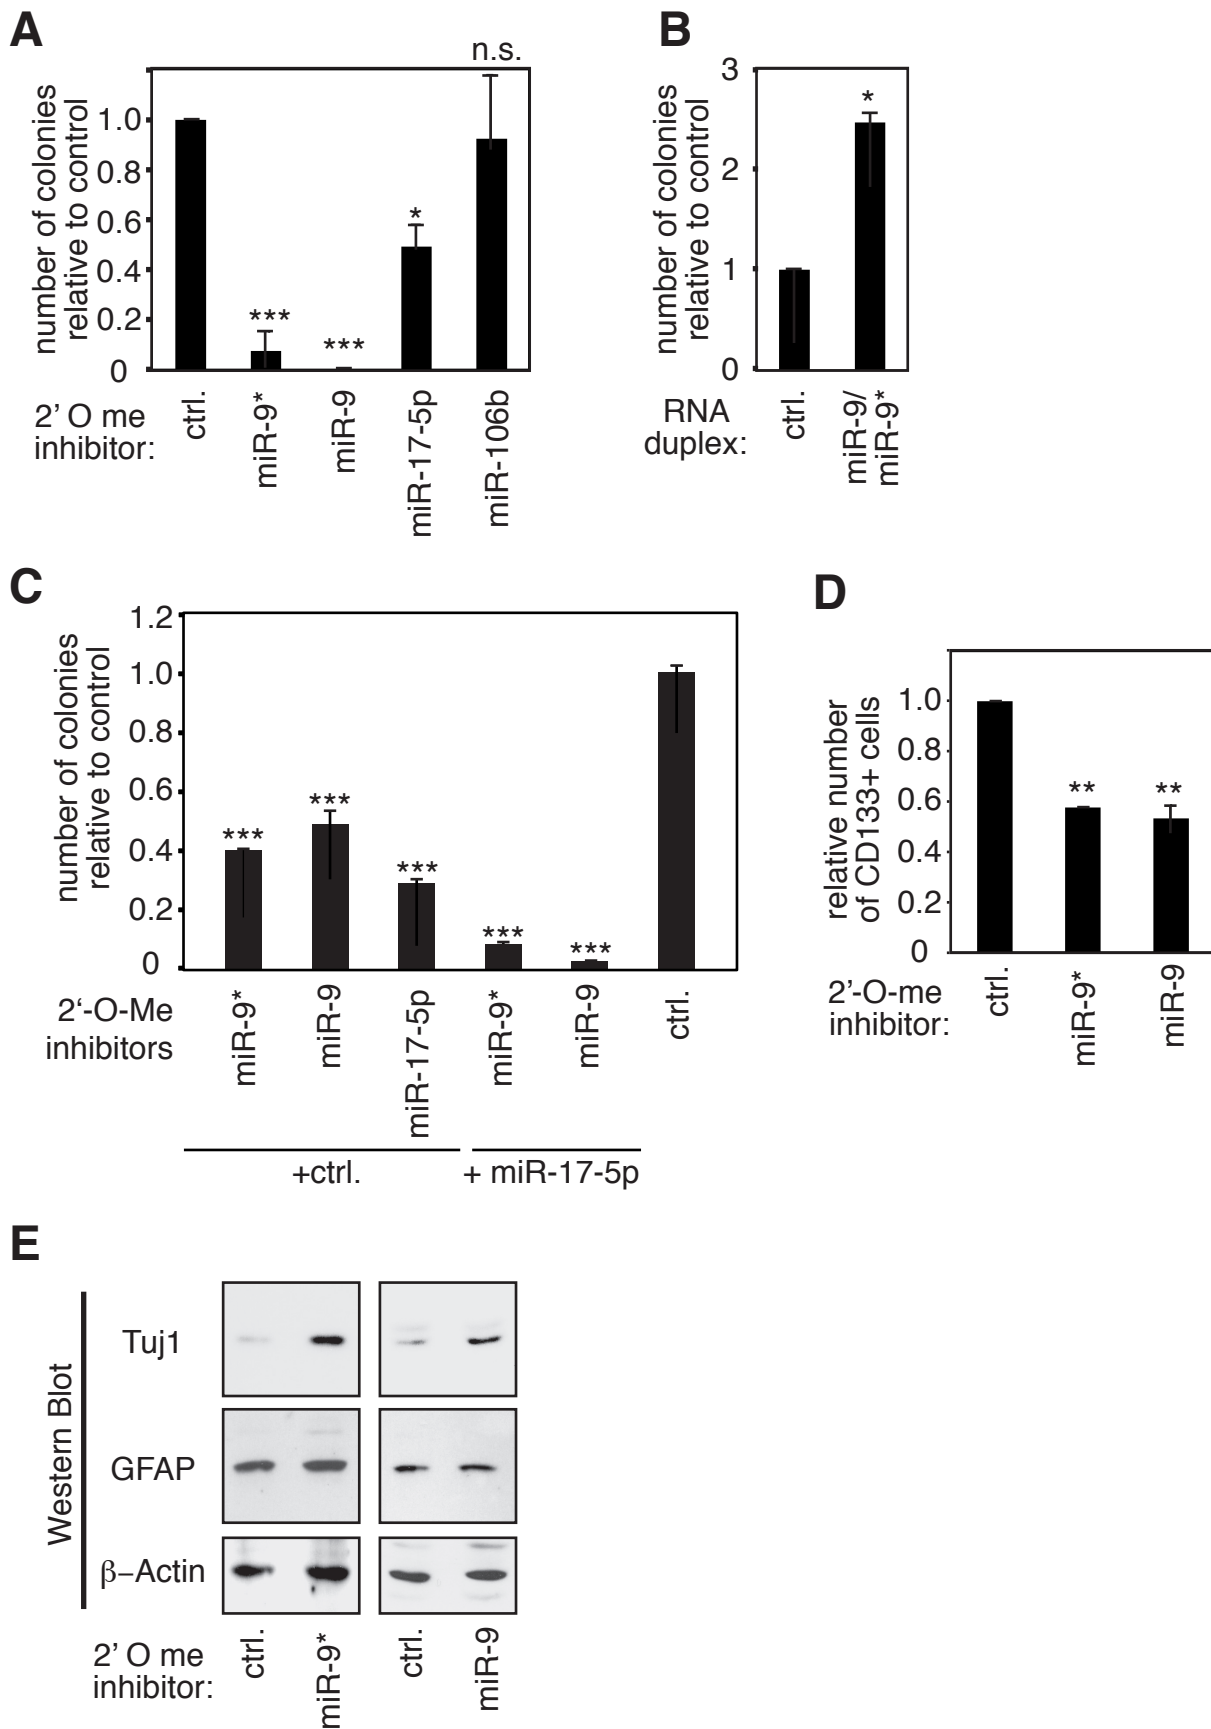 A
n.s.
number of colonies
relative to control
1.0
0.8
0.6
0.4
0.2
0
***
***
*
2’ O me
inhibitor:
ctrl.
miR-9*
miR-9
miR-17-5p
miR-106b
B
number of colonies
relative to control
3
2
1
0
*
RNA
duplex:
ctrl.
miR-9/
miR-9*
C
number of colonies
relative to control
1.2
1.0
0.8
0.6
0.4
0.2
0
***
***
***
***
***
2‘-O-Me
inhibitors
miR-9*
miR-9
miR-17-5p
miR-9*
miR-9
ctrl.
+ctrl.
+ miR-17-5p
D
relative number
of CD133+ cells
1.0
0.8
0.6
0.4
0.2
0
**
**
2’-O-me
inhibitor:
ctrl.
miR-9*
miR-9
E
Western Blot
Tuj1
GFAP
β–Actin
2’ O me
inhibitor:
ctrl.
miR-9*
ctrl.
miR-9